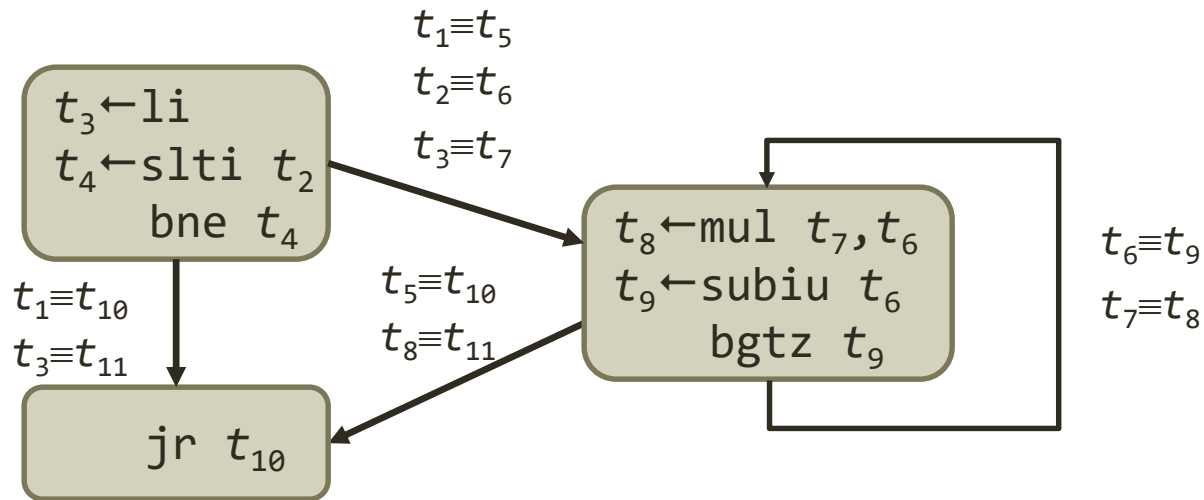 t₁≡t₅
t₂≡t₆
t₃≡t₇
t₃←li
t₄←slti t₂
bne t₄
t₈←mul t₇,t₆
t₉←subiu t₆
bgtz t₉
t₆≡t₉
t₇≡t₈
t₁≡t₁₀
t₃≡t₁₁
t₅≡t₁₀
t₈≡t₁₁
jr t₁₀